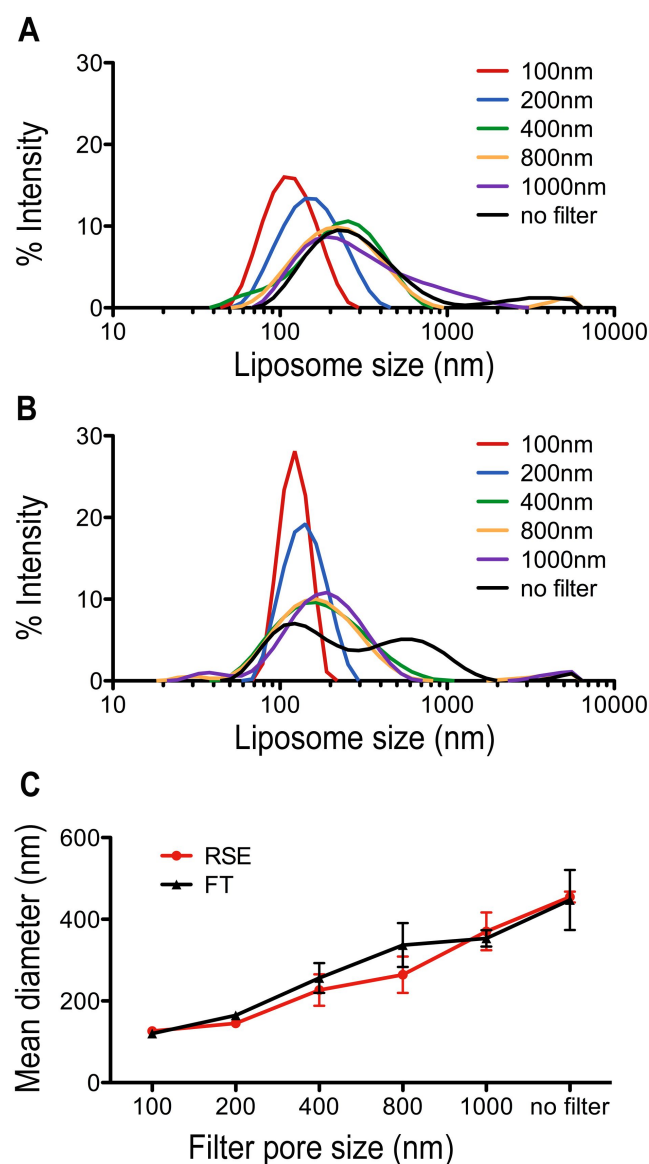 A
30
20
10
0
% Intensity
100nm
200nm
400nm
800nm
1000nm
no filter
10
100
1000
10000
Liposome size (nm)
B
30
20
10
0
% Intensity
100nm
200nm
400nm
800nm
1000nm
no filter
10
100
1000
10000
Liposome size (nm)
C
600
400
200
0
Mean diameter (nm)
RSE
FT
100
200
400
800
1000
no filter
Filter pore size (nm)